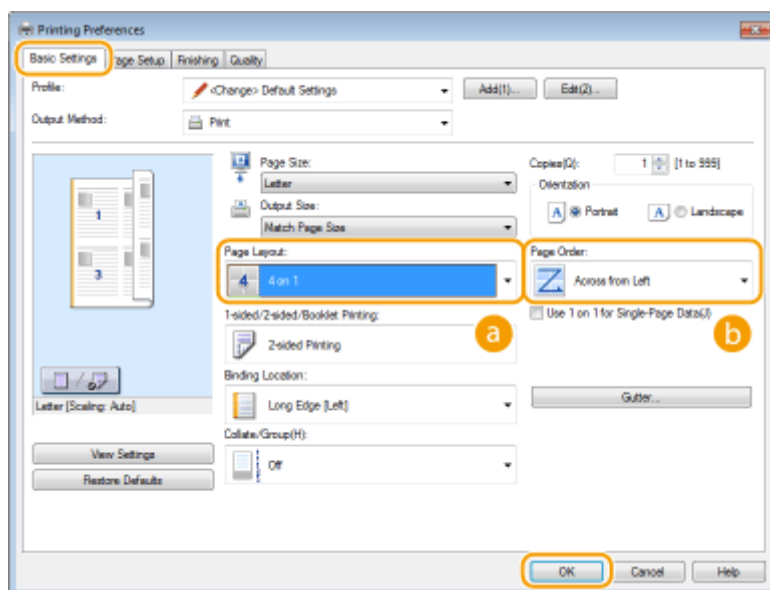 Printing Preferences
Basic Settings Page Setup Finishing Quality
Profile: <Change> Default Settings Add(1)... Edit(2)...
Output Method: Print
Page Size: Copies(Q): 1 [1 to 999]
Letter Orientation
Output Size: A Portrait A Landscape
Match Page Size
Page Layout: Page Order:
4 4 on 1 Across from Left
1-sided/2-sided/Booklet Printing: a Use 1 on 1 for Single-Page Data(J) b
2-sided Printing
Binding Location:
Long Edge [Left] Gutter...
Collate/Group(H):
Off
1
3
Letter [Scaling: Auto]
View Settings
Restore Defaults
OK Cancel Help